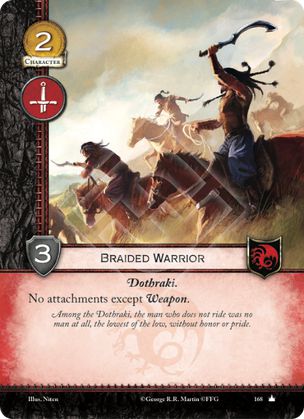 2
CHARACTER
3
BRAIDED WARRIOR
Dothraki.
No attachments except Weapon.
Among the Dothraki, the man who does not ride was no
man at all, the lowest of the low, without honor or pride.
Illus. Niten
©George R.R. Martin ©FFG
168